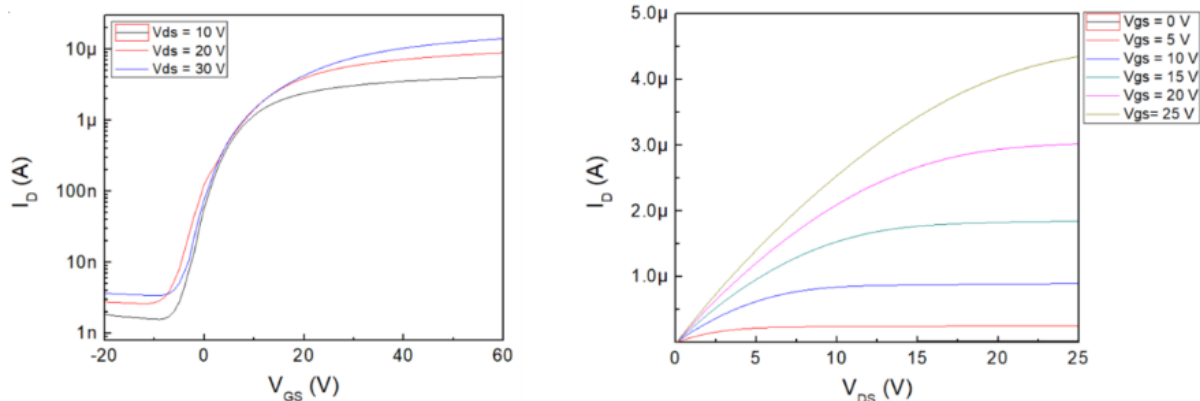 Vds = 10 V
Vds = 20 V
Vds = 30 V
10µ
1µ
100n
10n
1n
I_D (A)
-20 0 20 40 60
V_GS (V)
Vgs = 0 V
Vgs = 5 V
Vgs = 10 V
Vgs = 15 V
Vgs = 20 V
Vgs= 25 V
5.0µ
4.0µ
3.0µ
2.0µ
1.0µ
I_D (A)
0 5 10 15 20 25
V_DS (V)